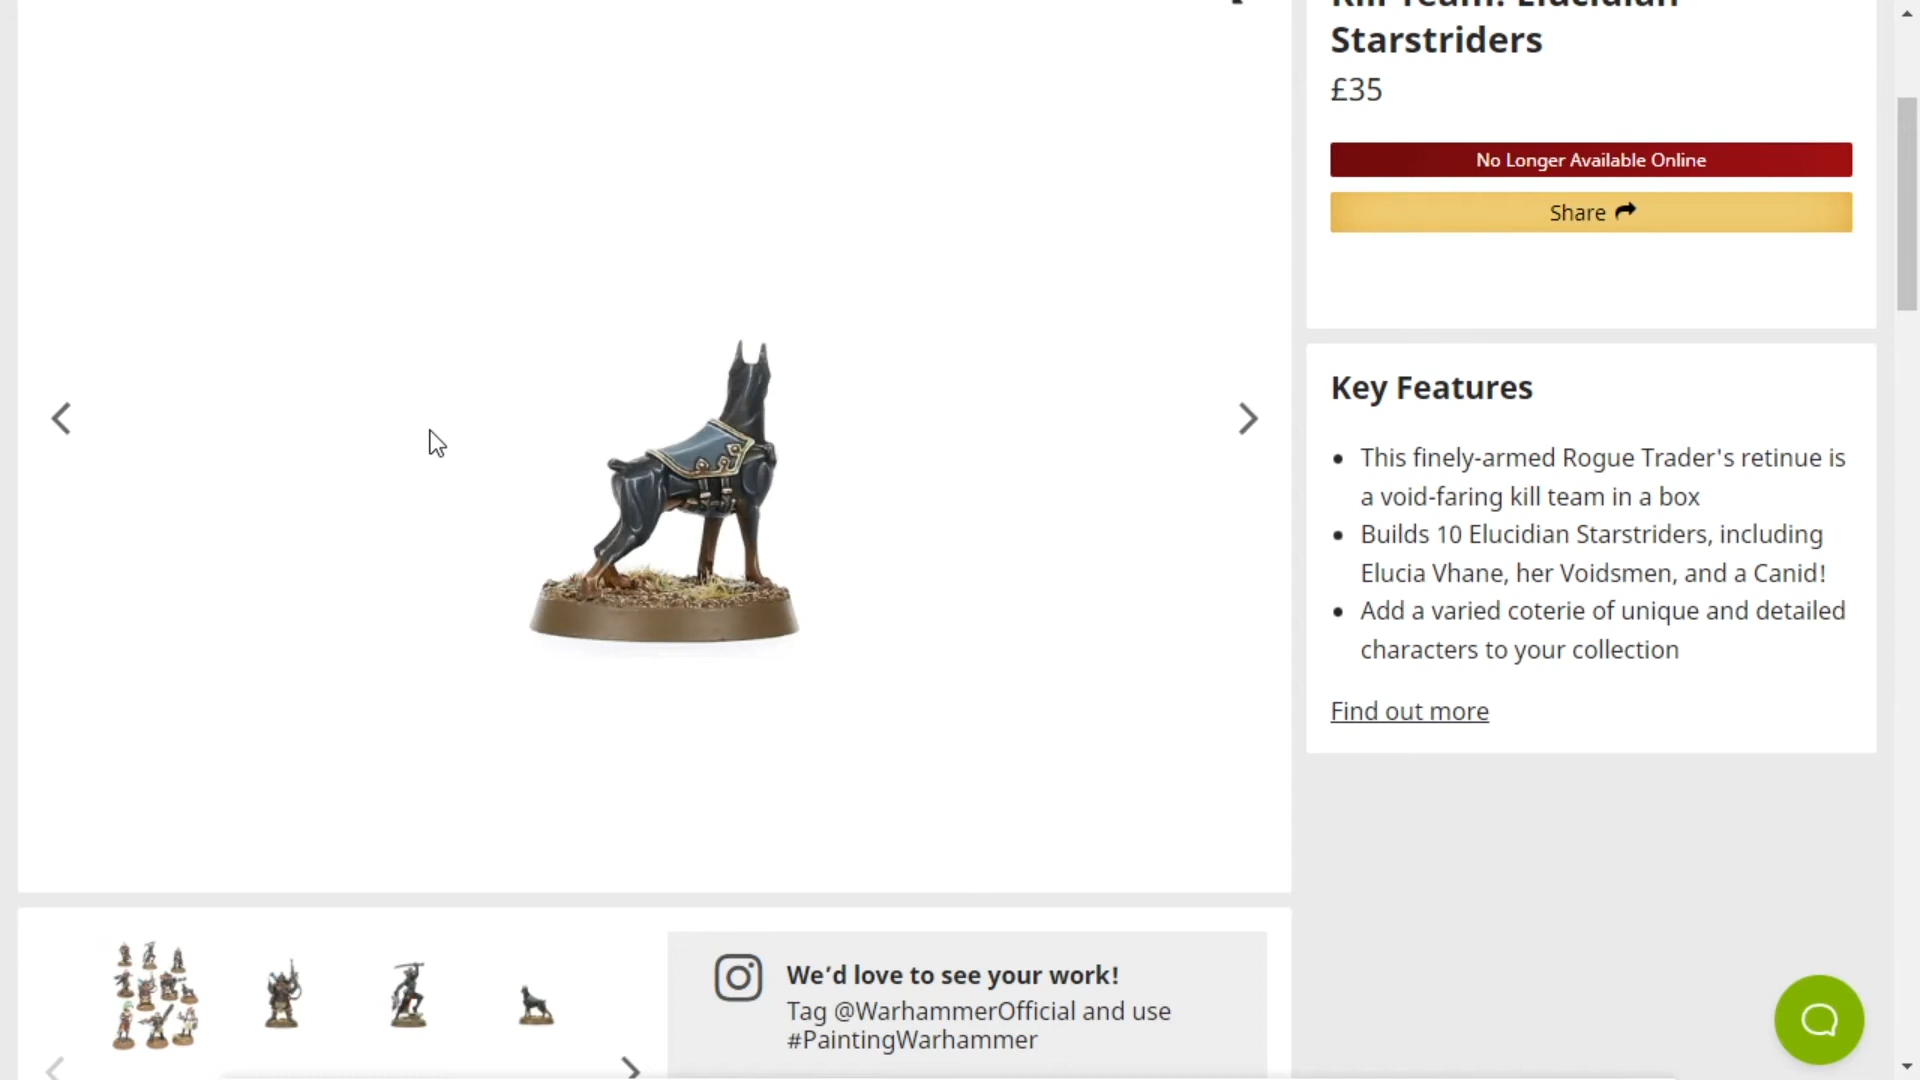 Kill Team: Elucidian
Starstriders
£35
No Longer Available Online
Share
Key Features
• This finely-armed Rogue Trader's retinue is
a void-faring kill team in a box
• Builds 10 Elucidian Starstriders, including
Elucia Vhane, her Voidsmen, and a Canid!
• Add a varied coterie of unique and detailed
characters to your collection
Find out more
We’d love to see your work!
Tag @WarhammerOfficial and use
#PaintingWarhammer